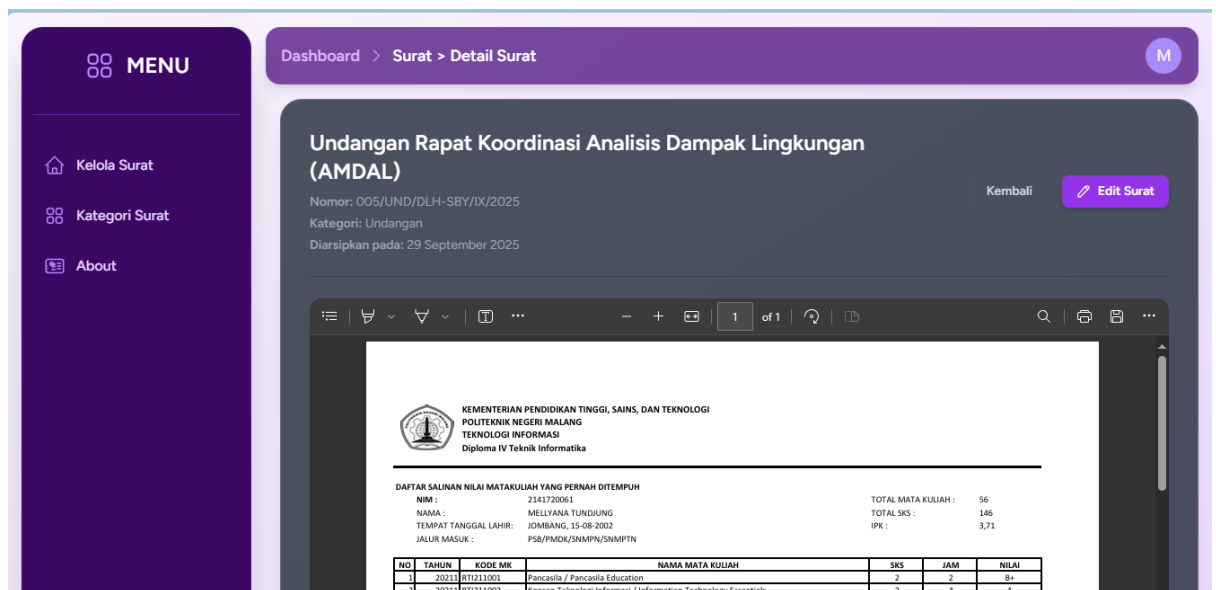 MENU
Kelola Surat
Kategori Surat
About
Dashboard > Surat > Detail Surat
M
Undangan Rapat Koordinasi Analisis Dampak Lingkungan
(AMDAL)
Nomor: 005/UND/DLH-SBY/IX/2025
Kategori: Undangan
Diarsipkan pada: 29 September 2025
Kembali
Edit Surat
1 of 1
KEMENTERIAN PENDIDIKAN TINGGI, SAINS, DAN TEKNOLOGI
POLITEKNIK NEGERI MALANG
TEKNOLOGI INFORMASI
Diploma IV Teknik Informatika
DAFTAR SALINAN NILAI MATAKULIAH YANG PERNAH DITEMPUH
NIM : 2141720061 TOTAL MATA KULIAH : 56
NAMA : MELLYANA TUNDJUNG TOTAL SKS : 146
TEMPAT TANGGAL LAHIR: JOMBANG, 15-08-2002 IPK : 3,71
JALUR MASUK : PSB/PMDK/SNMPN/SNMPTN
NO TAHUN KODE MK NAMA MATA KULIAH SKS JAM NILAI
1 20211 RTI211001 Pancasila / Pancasila Education 2 2 B+